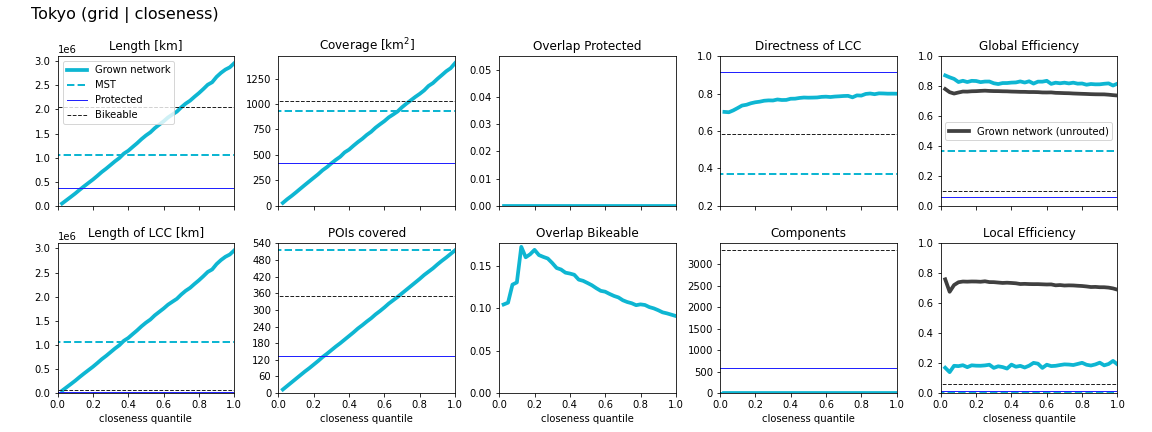 Tokyo (grid | closeness)
Length [km]
1e6
3.0
2.5
2.0
1.5
1.0
0.5
0.0
Grown network
MST
Protected
Bikeable
Coverage [km²]
1250
1000
750
500
250
0
Overlap Protected
0.05
0.04
0.03
0.02
0.01
0.00
Directness of LCC
1.0
0.8
0.6
0.4
0.2
Global Efficiency
1.0
0.8
0.6
0.4
0.2
0.0
Grown network (unrouted)
Length of LCC [km]
1e6
3.0
2.5
2.0
1.5
1.0
0.5
0.0
0.0 0.2 0.4 0.6 0.8 1.0
closeness quantile
POIs covered
540
480
420
360
300
240
180
120
60
0
0.0 0.2 0.4 0.6 0.8 1.0
closeness quantile
Overlap Bikeable
0.15
0.10
0.05
0.00
0.0 0.2 0.4 0.6 0.8 1.0
closeness quantile
Components
3000
2500
2000
1500
1000
500
0
0.0 0.2 0.4 0.6 0.8 1.0
closeness quantile
Local Efficiency
1.0
0.8
0.6
0.4
0.2
0.0
0.0 0.2 0.4 0.6 0.8 1.0
closeness quantile